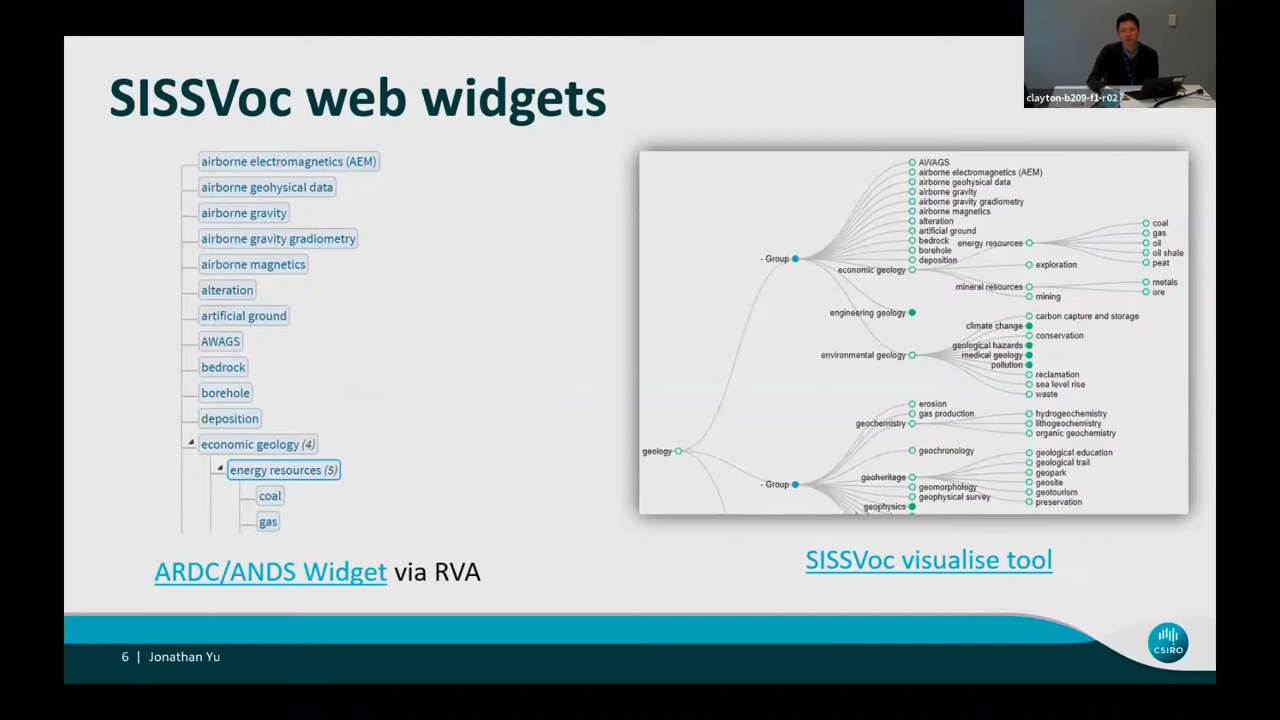 SISSVoc web widgets
clayton-b209-f1-r02
airborne electromagnetics (AEM)
airborne geohysical data
airborne gravity
airborne gravity gradiometry
airborne magnetics
alteration
artificial ground
AWAGS
bedrock
borehole
deposition
economic geology (4)
energy resources (5)
coal
gas
ARDC/ANDS Widget via RVA
AWAGS
airborne electromagnetics (AEM)
airborne geohysical data
airborne gravity
airborne gravity gradiometry
airborne magnetics
alteration
artificial ground
bedrock
borehole
deposition
- Group
economic geology
energy resources
coal
gas
oil
oil shale
peat
exploration
mineral resources
metals
ore
mining
engineering geology
environmental geology
carbon capture and storage
climate change
conservation
geological hazards
medical geology
pollution
reclamation
sea level rise
waste
geology
- Group
erosion
gas production
geochemistry
hydrogeochemistry
lithogeochemistry
organic geochemistry
geochronology
geoheritage
geological education
geological trail
geopark
geosite
geotourism
preservation
geomorphology
geophysical survey
geophysics
SISSVoc visualise tool
6 | Jonathan Yu
CSIRO